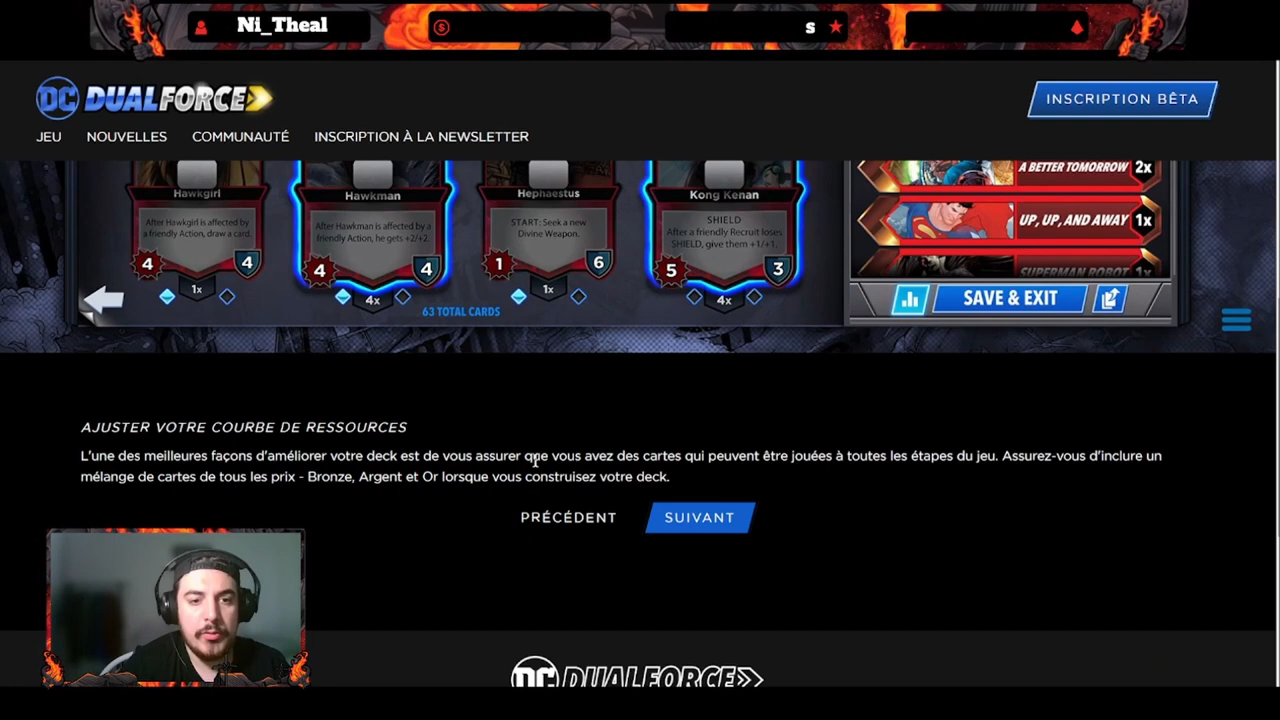 Ni_Theal
S
DC DUALFORCE
INSCRIPTION BÊTA
JEU NOUVELLES COMMUNAUTÉ INSCRIPTION À LA NEWSLETTER
Hawkgirl
Hawkman
Hephaestus
Kong Kenan
After Hawkgirl is affected by
a friendly Action, draw a card.
4
4
1x
After Hawkman is affected by a
friendly Action, he gets +2/+2.
4
4
4x
START: Seek a new
Divine Weapon.
1
6
1x
SHIELD
After a friendly Recruit loses
SHIELD, give them +1/+1.
5
3
4x
63 TOTAL CARDS
A BETTER TOMORROW 2x
UP, UP, AND AWAY 1x
SUPERMAN ROBOT 1x
SAVE & EXIT
AJUSTER VOTRE COURBE DE RESSOURCES
L'une des meilleures façons d'améliorer votre deck est de vous assurer que vous avez des cartes qui peuvent être jouées à toutes les étapes du jeu. Assurez-vous d'inclure un
mélange de cartes de tous les prix - Bronze, Argent et Or lorsque vous construisez votre deck.
PRÉCÉDENT SUIVANT
DC DUALFORCE